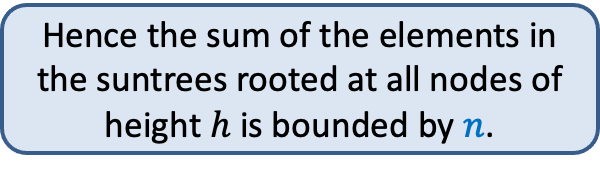 Hence the sum of the elements in
the suntrees rooted at all nodes of
height h is bounded by n.